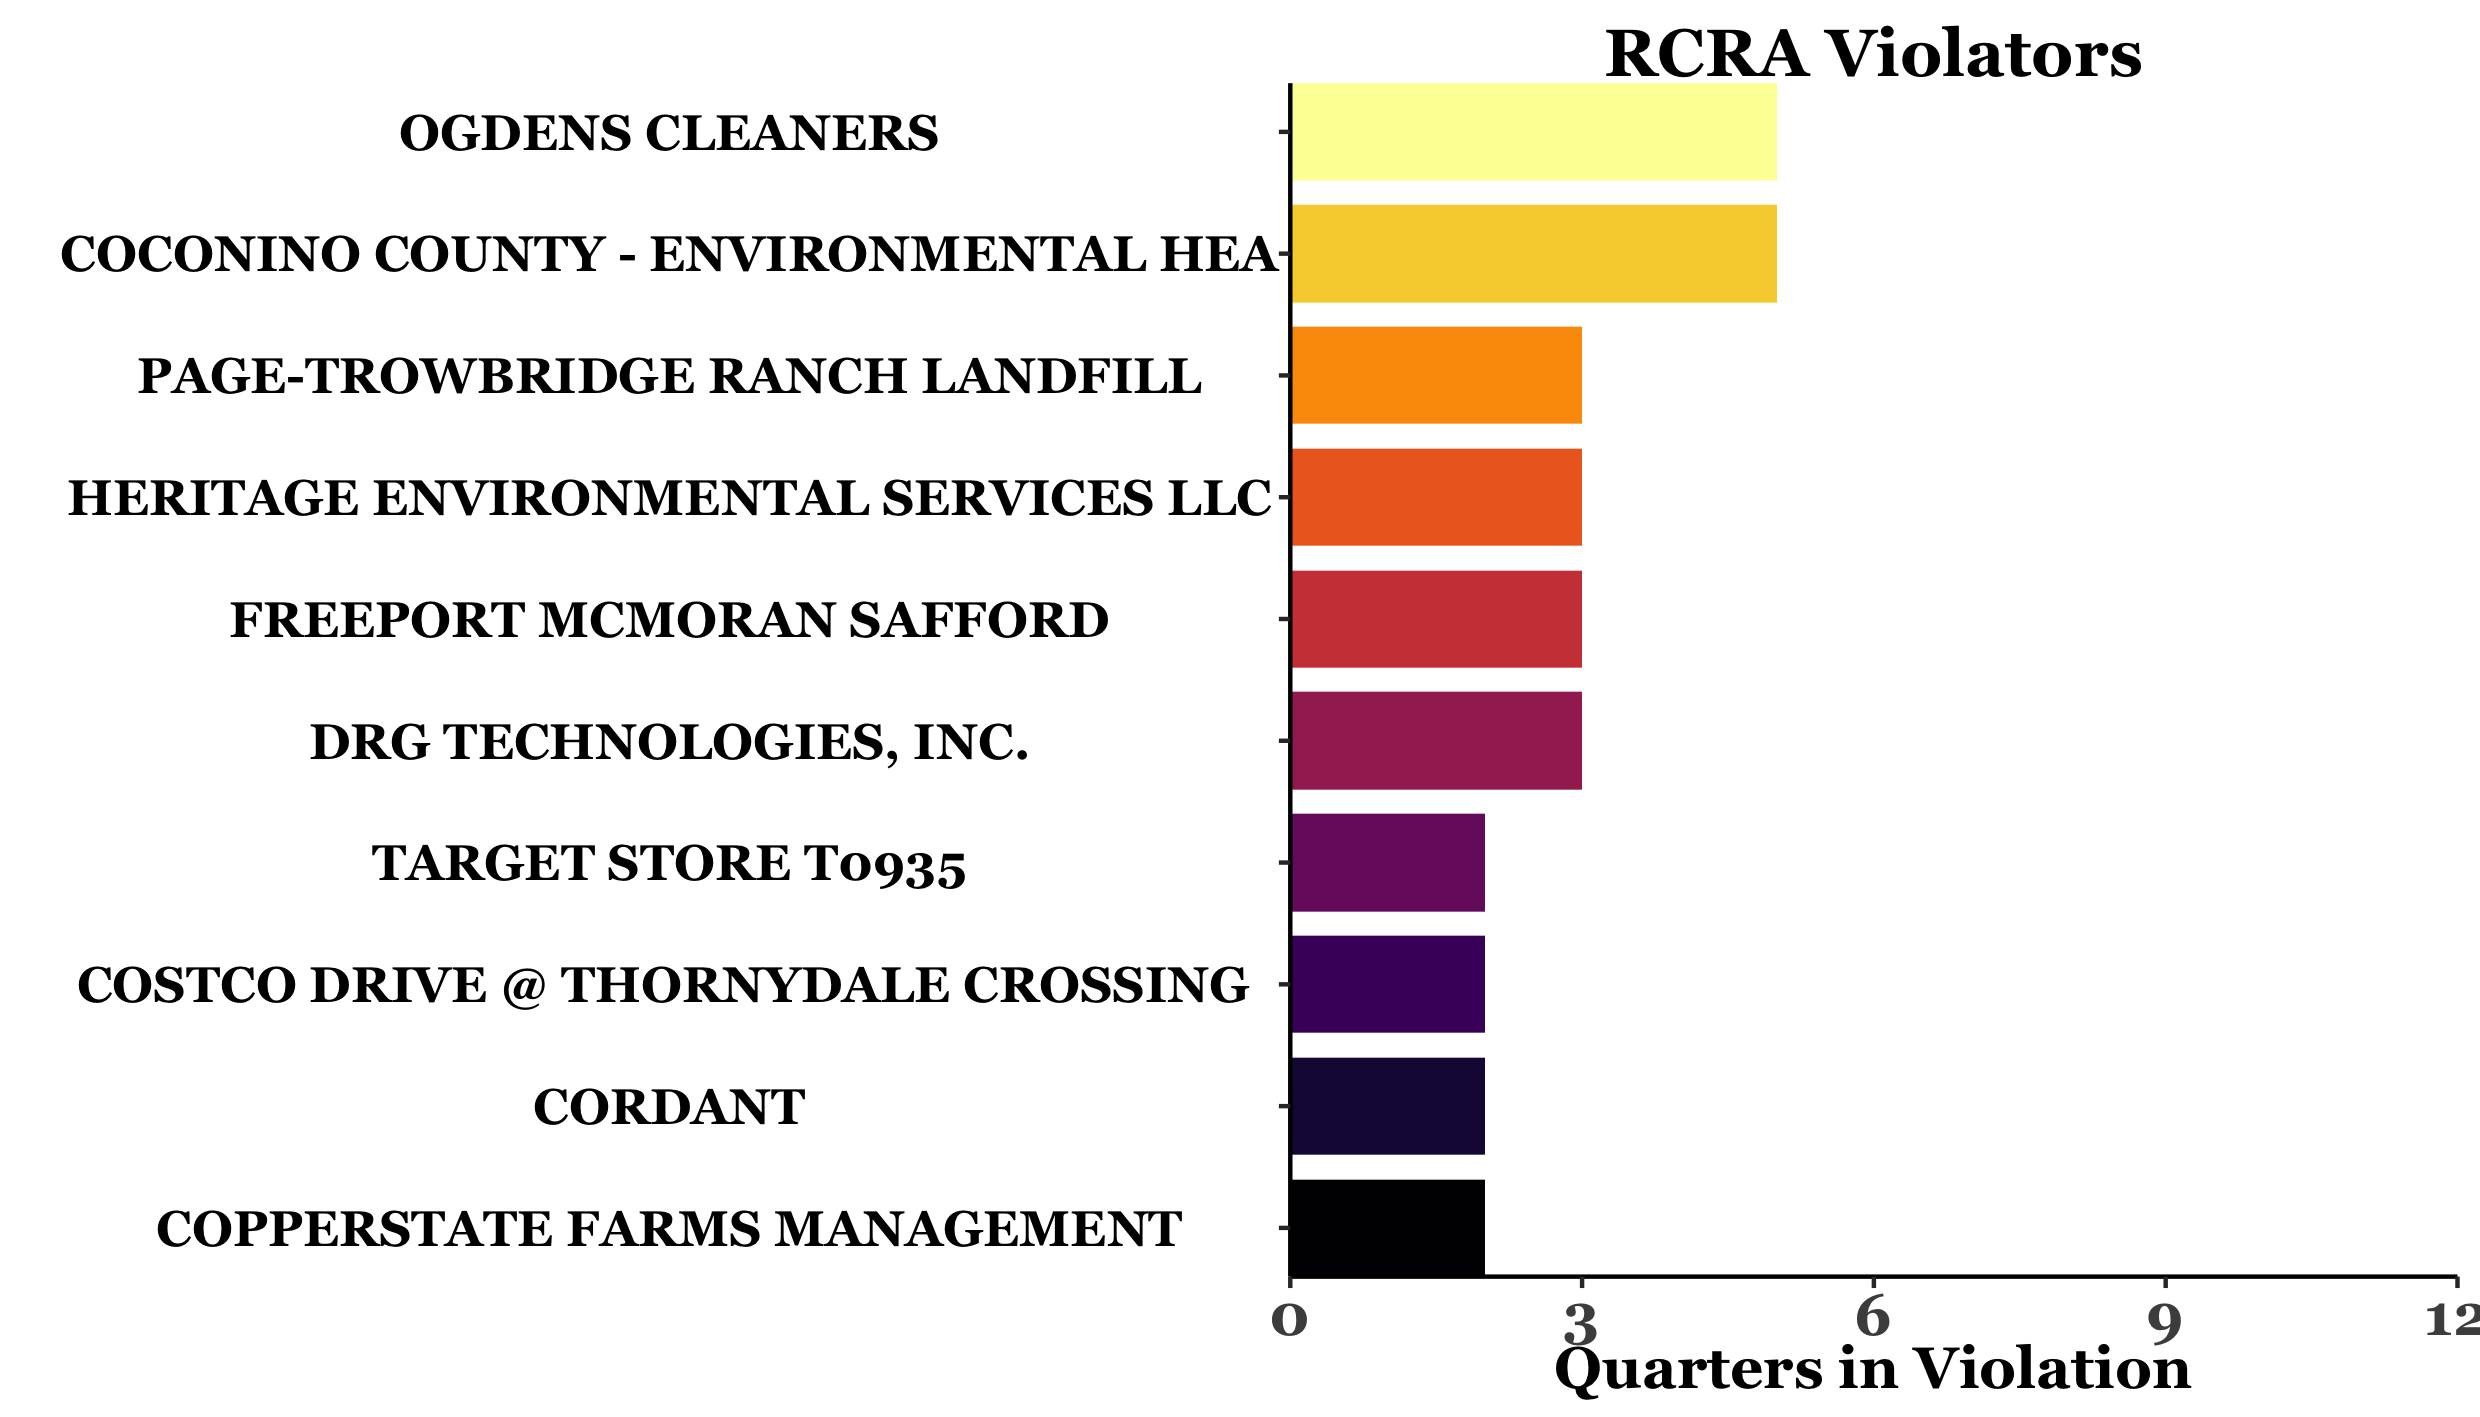 RCRA Violators
OGDENS CLEANERS
COCONINO COUNTY - ENVIRONMENTAL HEA
PAGE-TROWBRIDGE RANCH LANDFILL
HERITAGE ENVIRONMENTAL SERVICES LLC
FREEPORT MCMORAN SAFFORD
DRG TECHNOLOGIES, INC.
TARGET STORE T0935
COSTCO DRIVE @ THORNYDALE CROSSING
CORDANT
COPPERSTATE FARMS MANAGEMENT
0 3 6 9 12
Quarters in Violation